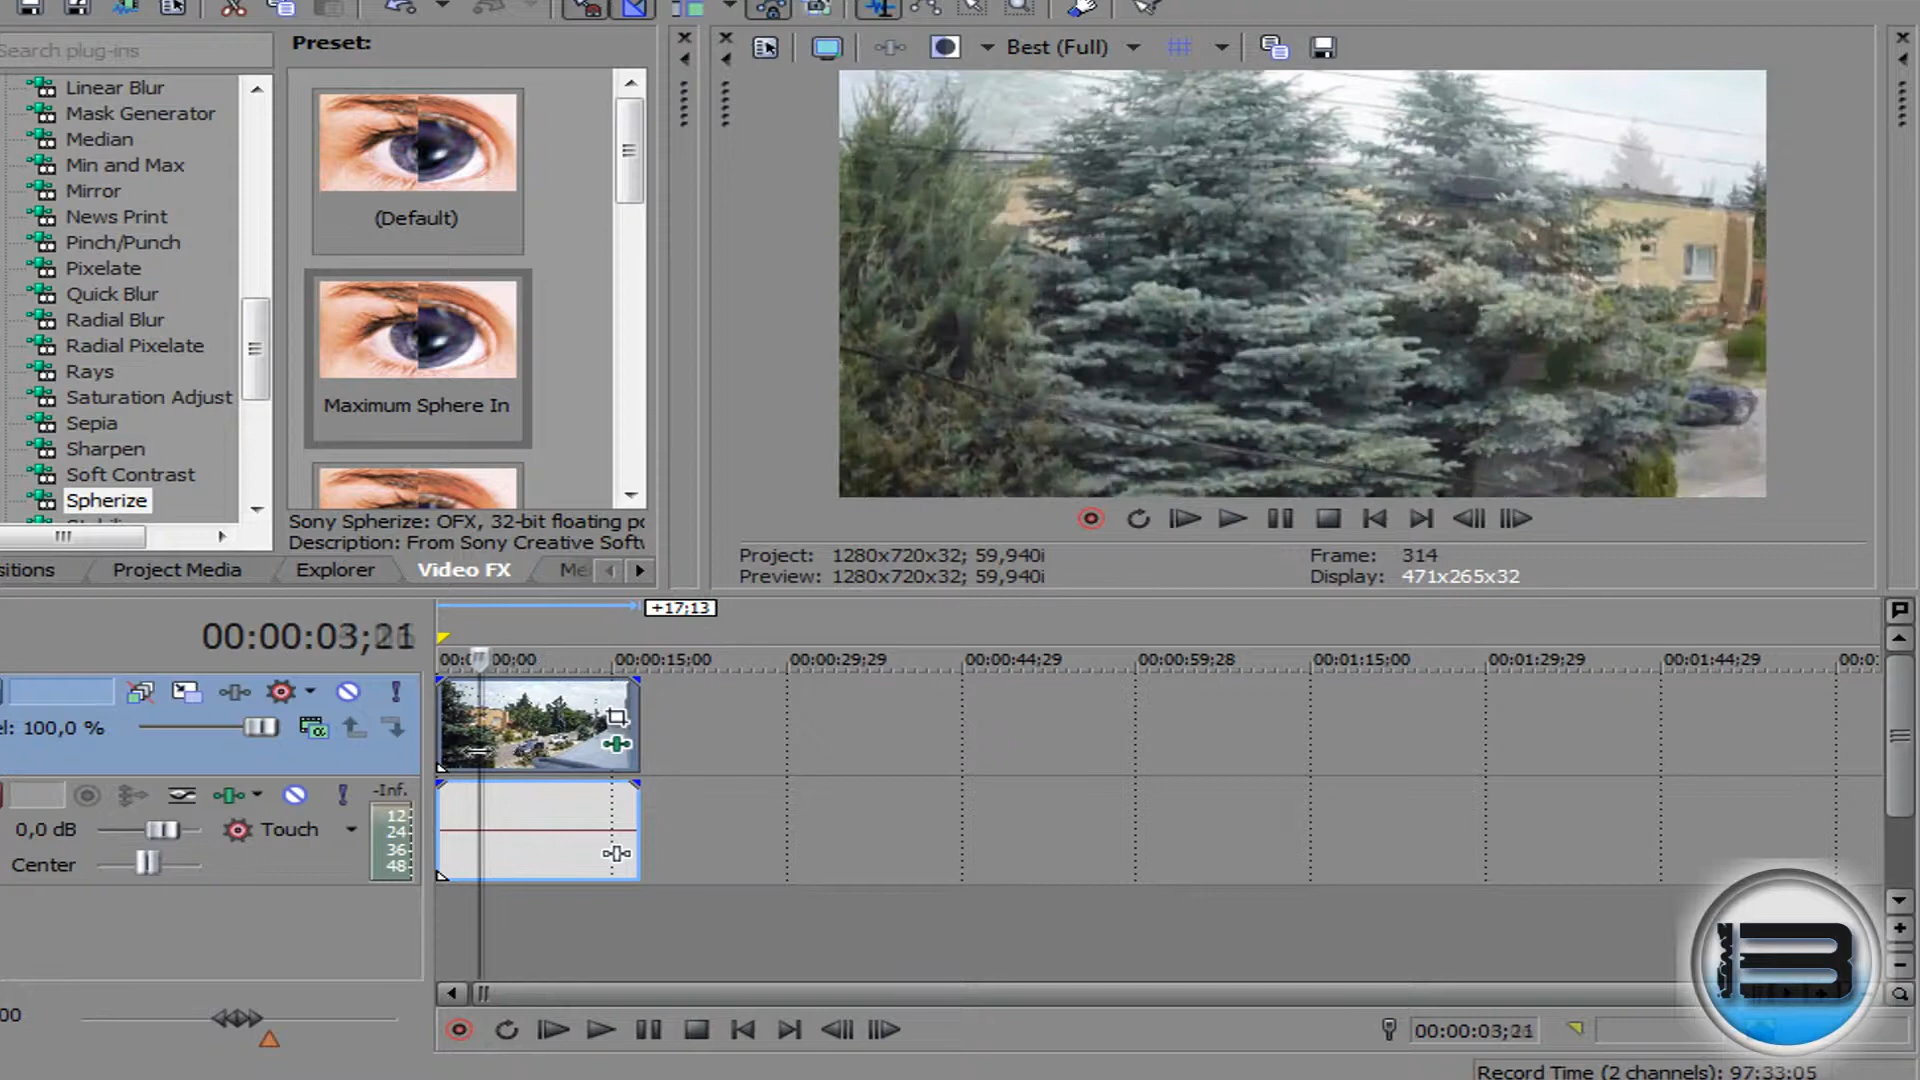 Search plug-ins
Preset:
Best (Full)
Linear Blur
Mask Generator
Median
Min and Max
Mirror
News Print
Pinch/Punch
Pixelate
Quick Blur
Radial Blur
Radial Pixelate
Rays
Saturation Adjust
Sepia
Sharpen
Soft Contrast
Spherize
(Default)
Maximum Sphere In
Sony Spherize: OFX, 32-bit floating po
Description: From Sony Creative Softw
sitions
Project Media
Explorer
Video FX
Me
Project: 1280x720x32; 59,940i
Preview: 1280x720x32; 59,940i
Frame: 314
Display: 471x265x32
+17;13
00:00:03;21
00:00:15;00
00:00:29;29
00:00:44;29
00:00:59;28
00:01:15;00
00:01:29;29
00:01:44;29
el: 100,0 %
-Inf.
12
24
36
48
0,0 dB
Touch
Center
00
00:00:03;21
Record Time (2 channels): 97:33:05